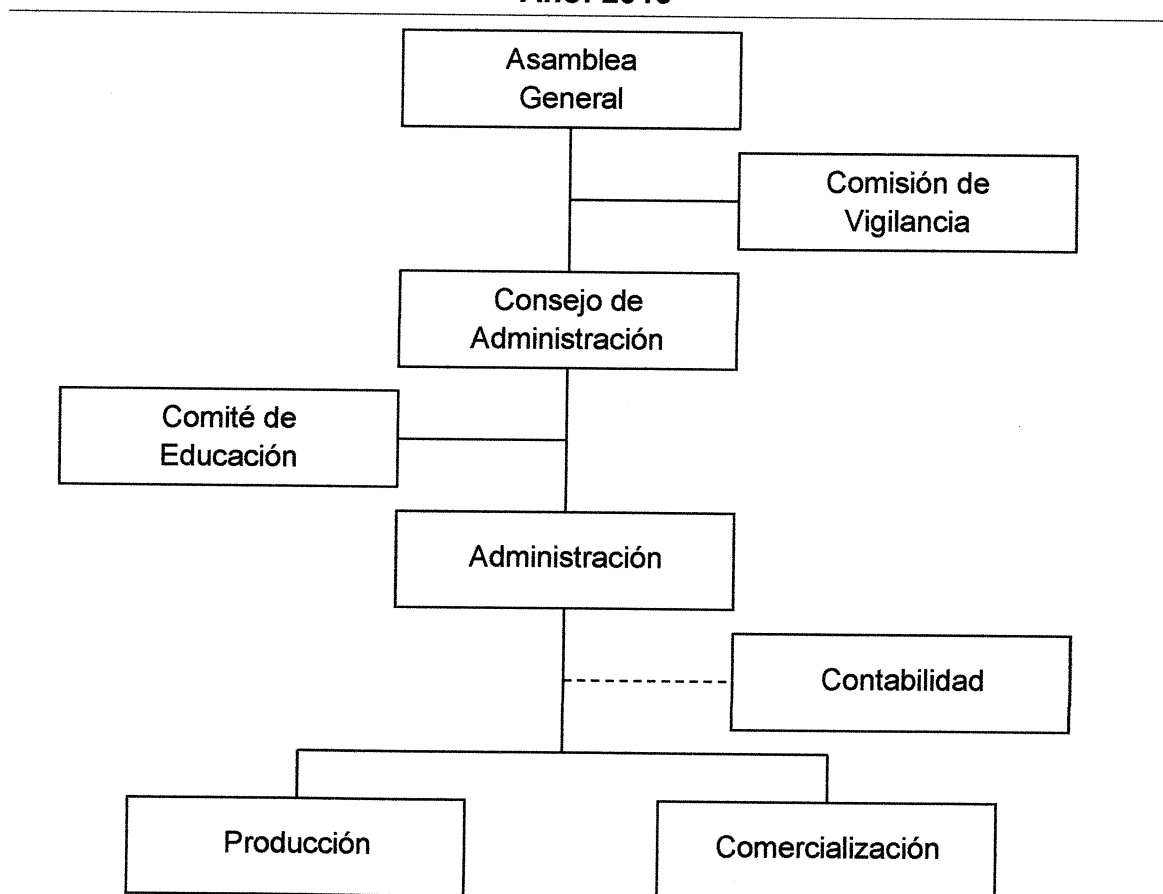 Asamblea
General
Comisión de
Vigilancia
Consejo de
Administración
Comité de
Educación
Administración
Contabilidad
Producción
Comercialización